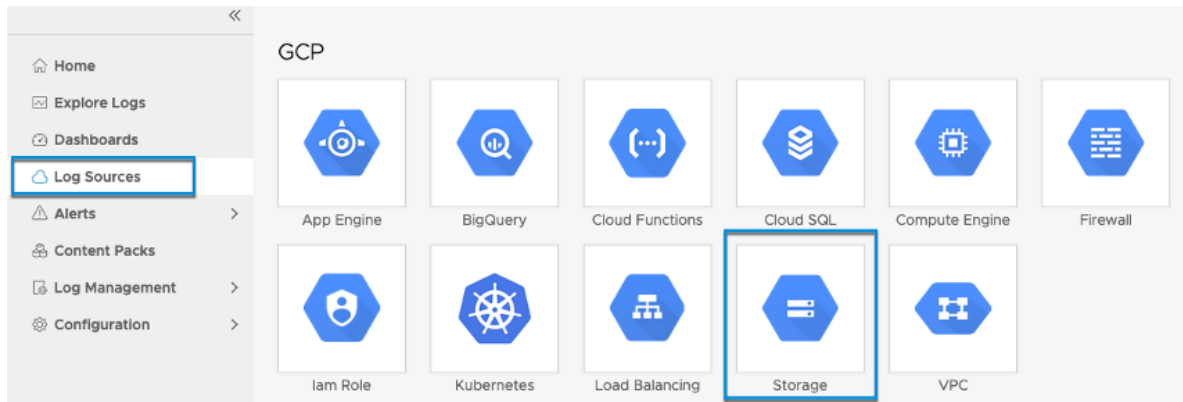 Home
Explore Logs
Dashboards
Log Sources
Alerts
Content Packs
Log Management
Configuration
GCP
App Engine
BigQuery
Cloud Functions
Cloud SQL
Compute Engine
Firewall
Iam Role
Kubernetes
Load Balancing
Storage
VPC